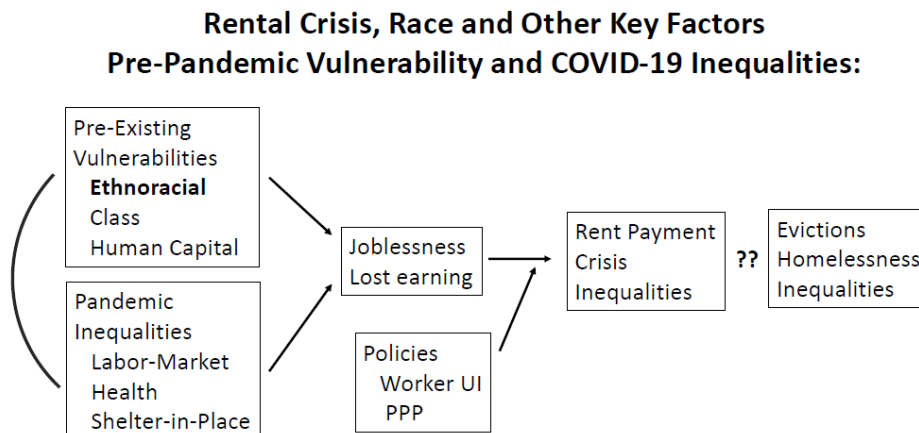 Rental Crisis, Race and Other Key Factors
Pre-Pandemic Vulnerability and COVID-19 Inequalities:
Pre-Existing
Vulnerabilities
Ethnoracial
Class
Human Capital
Pandemic
Inequalities
Labor-Market
Health
Shelter-in-Place
Joblessness
Lost earning
Policies
Worker UI
PPP
Rent Payment
Crisis
Inequalities
??
Evictions
Homelessness
Inequalities